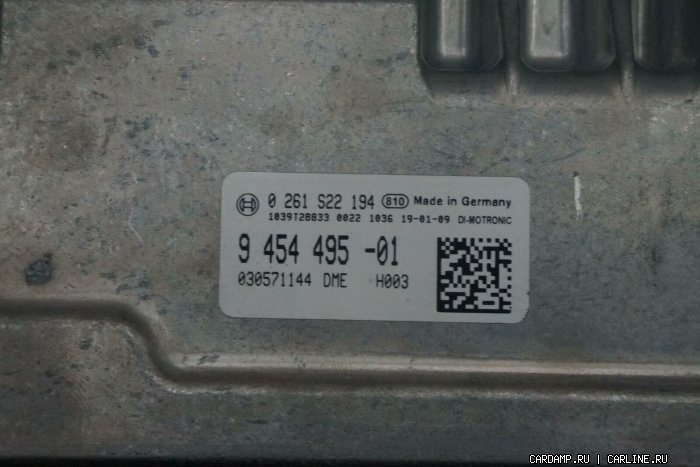 0 261 S22 194 810 Made in Germany
1039T28833 0022 1036 19-01-09 DI-MOTRONIC
9 454 495 -01
030571144 DME H003
CARDAMP.RU | CARLINE.RU